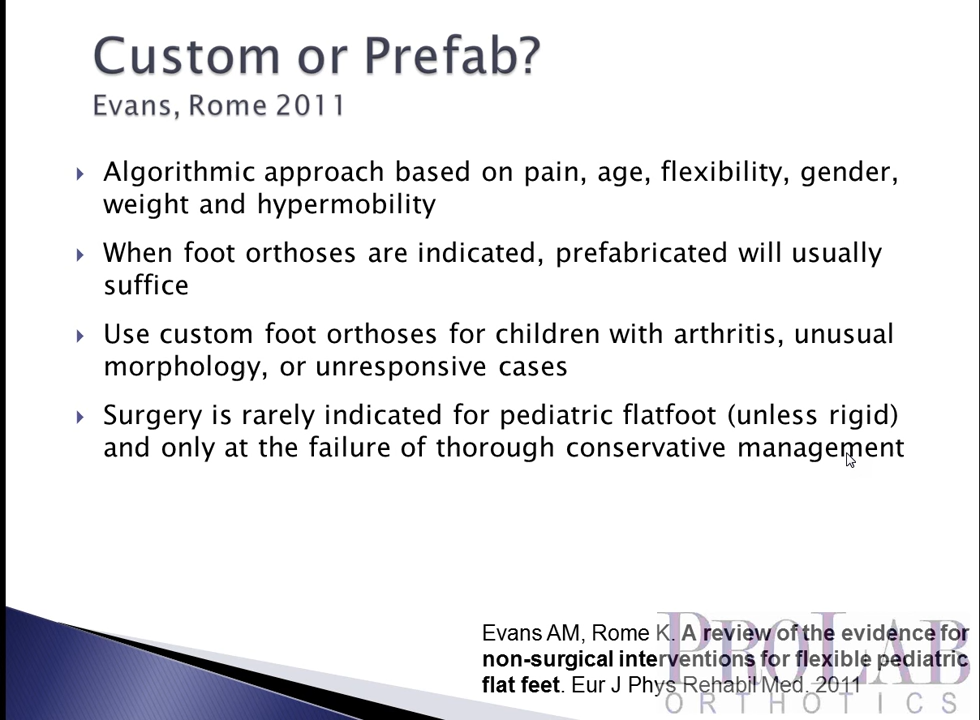 Custom or Prefab?
Evans, Rome 2011
Algorithmic approach based on pain, age, flexibility, gender,
weight and hypermobility
When foot orthoses are indicated, prefabricated will usually
suffice
Use custom foot orthoses for children with arthritis, unusual
morphology, or unresponsive cases
Surgery is rarely indicated for pediatric flatfoot (unless rigid)
and only at the failure of thorough conservative management
Evans AM, Rome K. A review of the evidence for
non-surgical interventions for flexible pediatric
flat feet. Eur J Phys Rehabil Med. 2011
PROLAB
ORTHOTICS